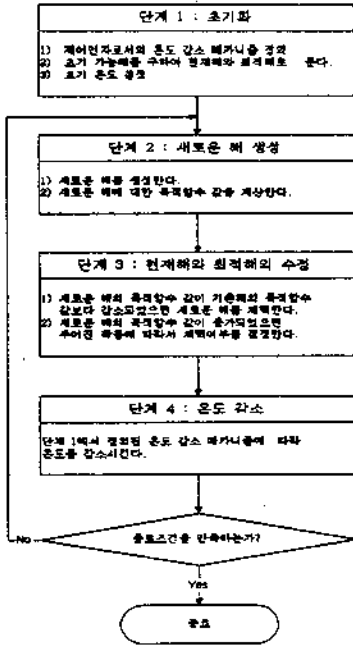 단계 1 : 초기화
1) 제어인자로서의 온도 감소 메카니즘 정의
2) 초기 가능해를 구하여 현재해와 최적해로 둔다.
3) 초기 온도 결정
단계 2 : 새로운 해 생성
1) 새로운 해를 생성한다.
2) 새로운 해에 대한 목적함수 값을 계산한다.
단계 3 : 현재해와 최적해의 수정
1) 새로운 해의 목적함수 값이 기존해의 목적함수
값보다 감소되었으면 새로운 해를 채택한다.
2) 새로운 해의 목적함수 값이 증가되었으면
주어진 확률에 따라서 채택여부를 결정한다.
단계 4 : 온도 감소
단계 1에서 정의된 온도 감소 메카니즘에 따라
온도를 감소시킨다.
종료조건을 만족하는가?
No
Yes
종료